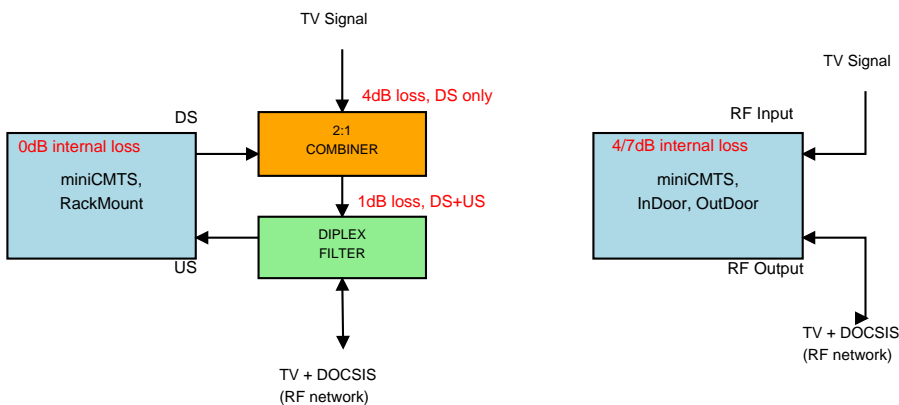 TV Signal
4dB loss, DS only
DS
2:1
COMBINER
0dB internal loss
miniCMTS,
RackMount
1dB loss, DS+US
DIPLEX
FILTER
US
TV + DOCSIS
(RF network)
TV Signal
RF Input
4/7dB internal loss
miniCMTS,
InDoor, OutDoor
RF Output
TV + DOCSIS
(RF network)